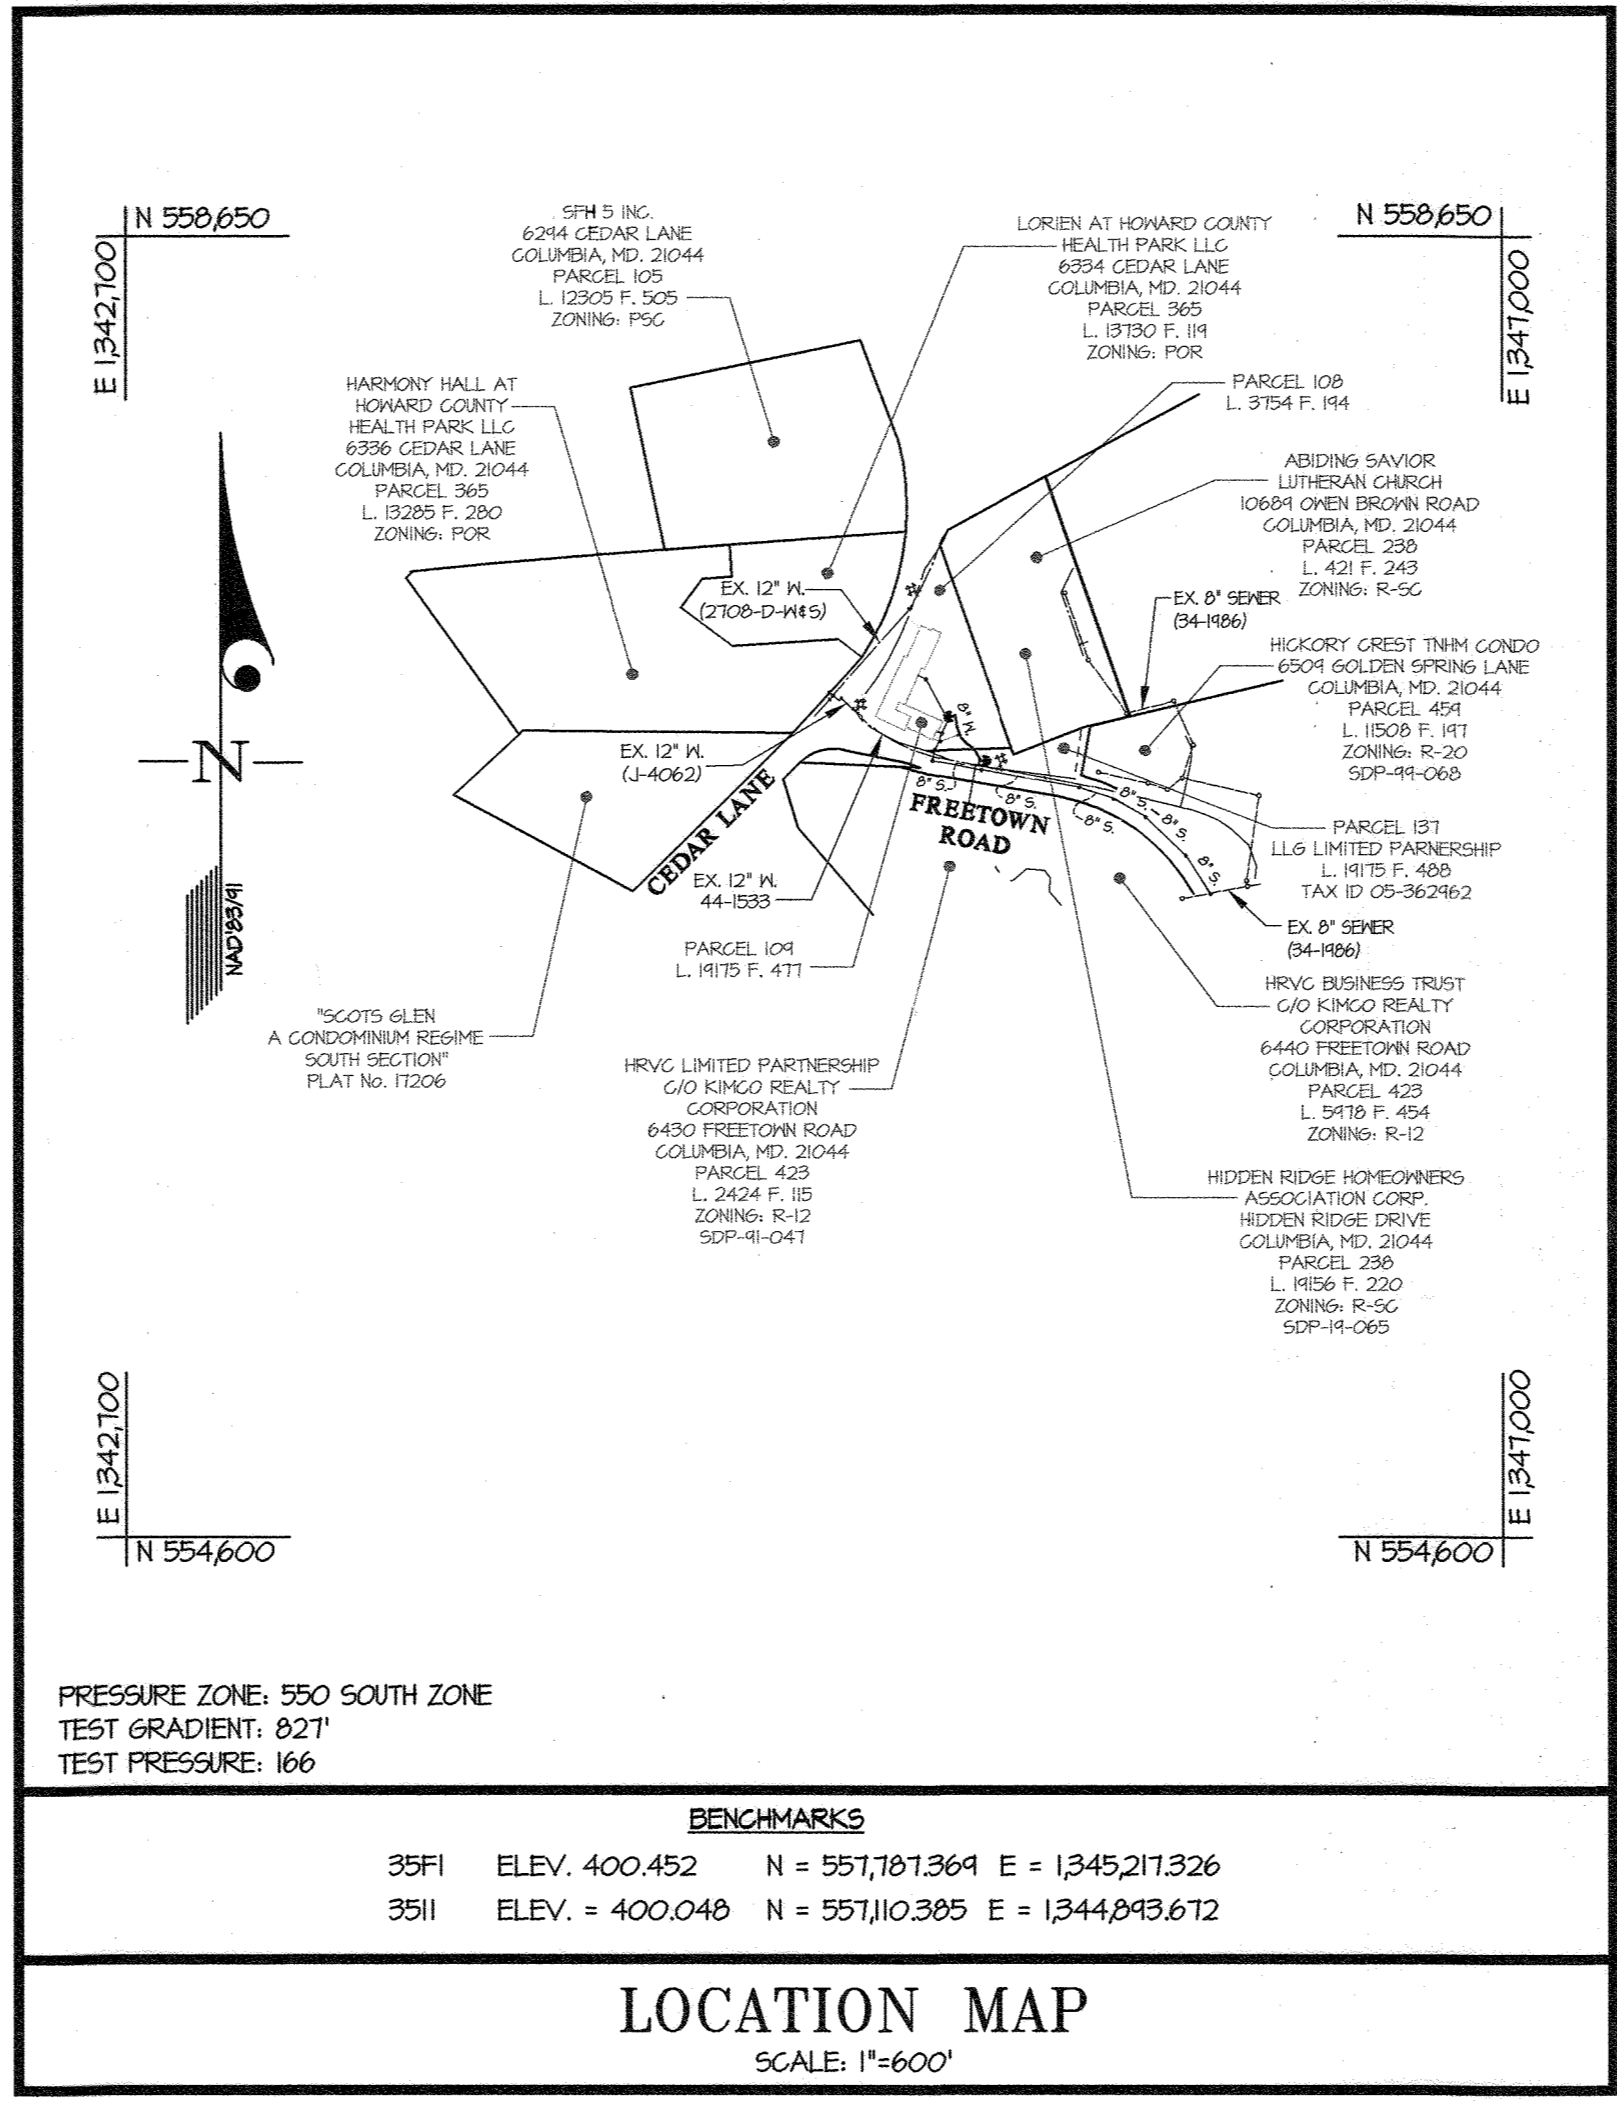 N 558,650
E 1,342,700
N 558,650
E 1,347,000
SFH 5 INC.
6294 CEDAR LANE
COLUMBIA, MD. 21044
PARCEL 105
L. 12305 F. 505
ZONING: PSC
LORIEN AT HOWARD COUNTY
HEALTH PARK LLC
6334 CEDAR LANE
COLUMBIA, MD. 21044
PARCEL 365
L. 13730 F. 119
ZONING: POR
HARMONY HALL AT
HOWARD COUNTY
HEALTH PARK LLC
6336 CEDAR LANE
COLUMBIA, MD. 21044
PARCEL 365
L. 13285 F. 280
ZONING: POR
PARCEL 108
L. 3754 F. 194
ABIDING SAVIOR
LUTHERAN CHURCH
10689 OWEN BROWN ROAD
COLUMBIA, MD. 21044
PARCEL 238
L. 421 F. 243
ZONING: R-SC
EX. 12" W.
(2708-D-W&S)
EX. 8" SEWER
(34-1986)
HICKORY CREST TNHM CONDO
6509 GOLDEN SPRING LANE
COLUMBIA, MD. 21044
PARCEL 459
L. 11508 F. 197
ZONING: R-20
SDP-99-068
8" W.
EX. 12" W.
(J-4062)
N
CEDAR LANE
8" S.
8" S.
8" S.
8" S.
8" S.
8" S.
FREETOWN
ROAD
PARCEL 137
LLG LIMITED PARNERSHIP
L. 19175 F. 488
TAX ID 05-362962
EX. 12" W.
44-1533
NAD'83/91
EX. 8" SEWER
(34-1986)
PARCEL 109
L. 19175 F. 477
HRVC BUSINESS TRUST
C/O KIMCO REALTY
CORPORATION
6440 FREETOWN ROAD
COLUMBIA, MD. 21044
PARCEL 423
L. 5978 F. 454
ZONING: R-12
"SCOTS GLEN
A CONDOMINIUM REGIME
SOUTH SECTION"
PLAT No. 17206
HRVC LIMITED PARTNERSHIP
C/O KIMCO REALTY
CORPORATION
6430 FREETOWN ROAD
COLUMBIA, MD. 21044
PARCEL 423
L. 2424 F. 115
ZONING: R-12
SDP-91-047
HIDDEN RIDGE HOMEOWNERS
ASSOCIATION CORP.
HIDDEN RIDGE DRIVE
COLUMBIA, MD. 21044
PARCEL 238
L. 19156 F. 220
ZONING: R-SC
SDP-19-065
E 1,342,700
N 554,600
E 1,347,000
N 554,600
PRESSURE ZONE: 550 SOUTH ZONE
TEST GRADIENT: 827'
TEST PRESSURE: 166
BENCHMARKS
35F1 ELEV. 400.452 N = 557,787.369 E = 1,345,217.326
35I1 ELEV. = 400.048 N = 557,110.385 E = 1,344,893.672
LOCATION MAP
SCALE: 1"=600'